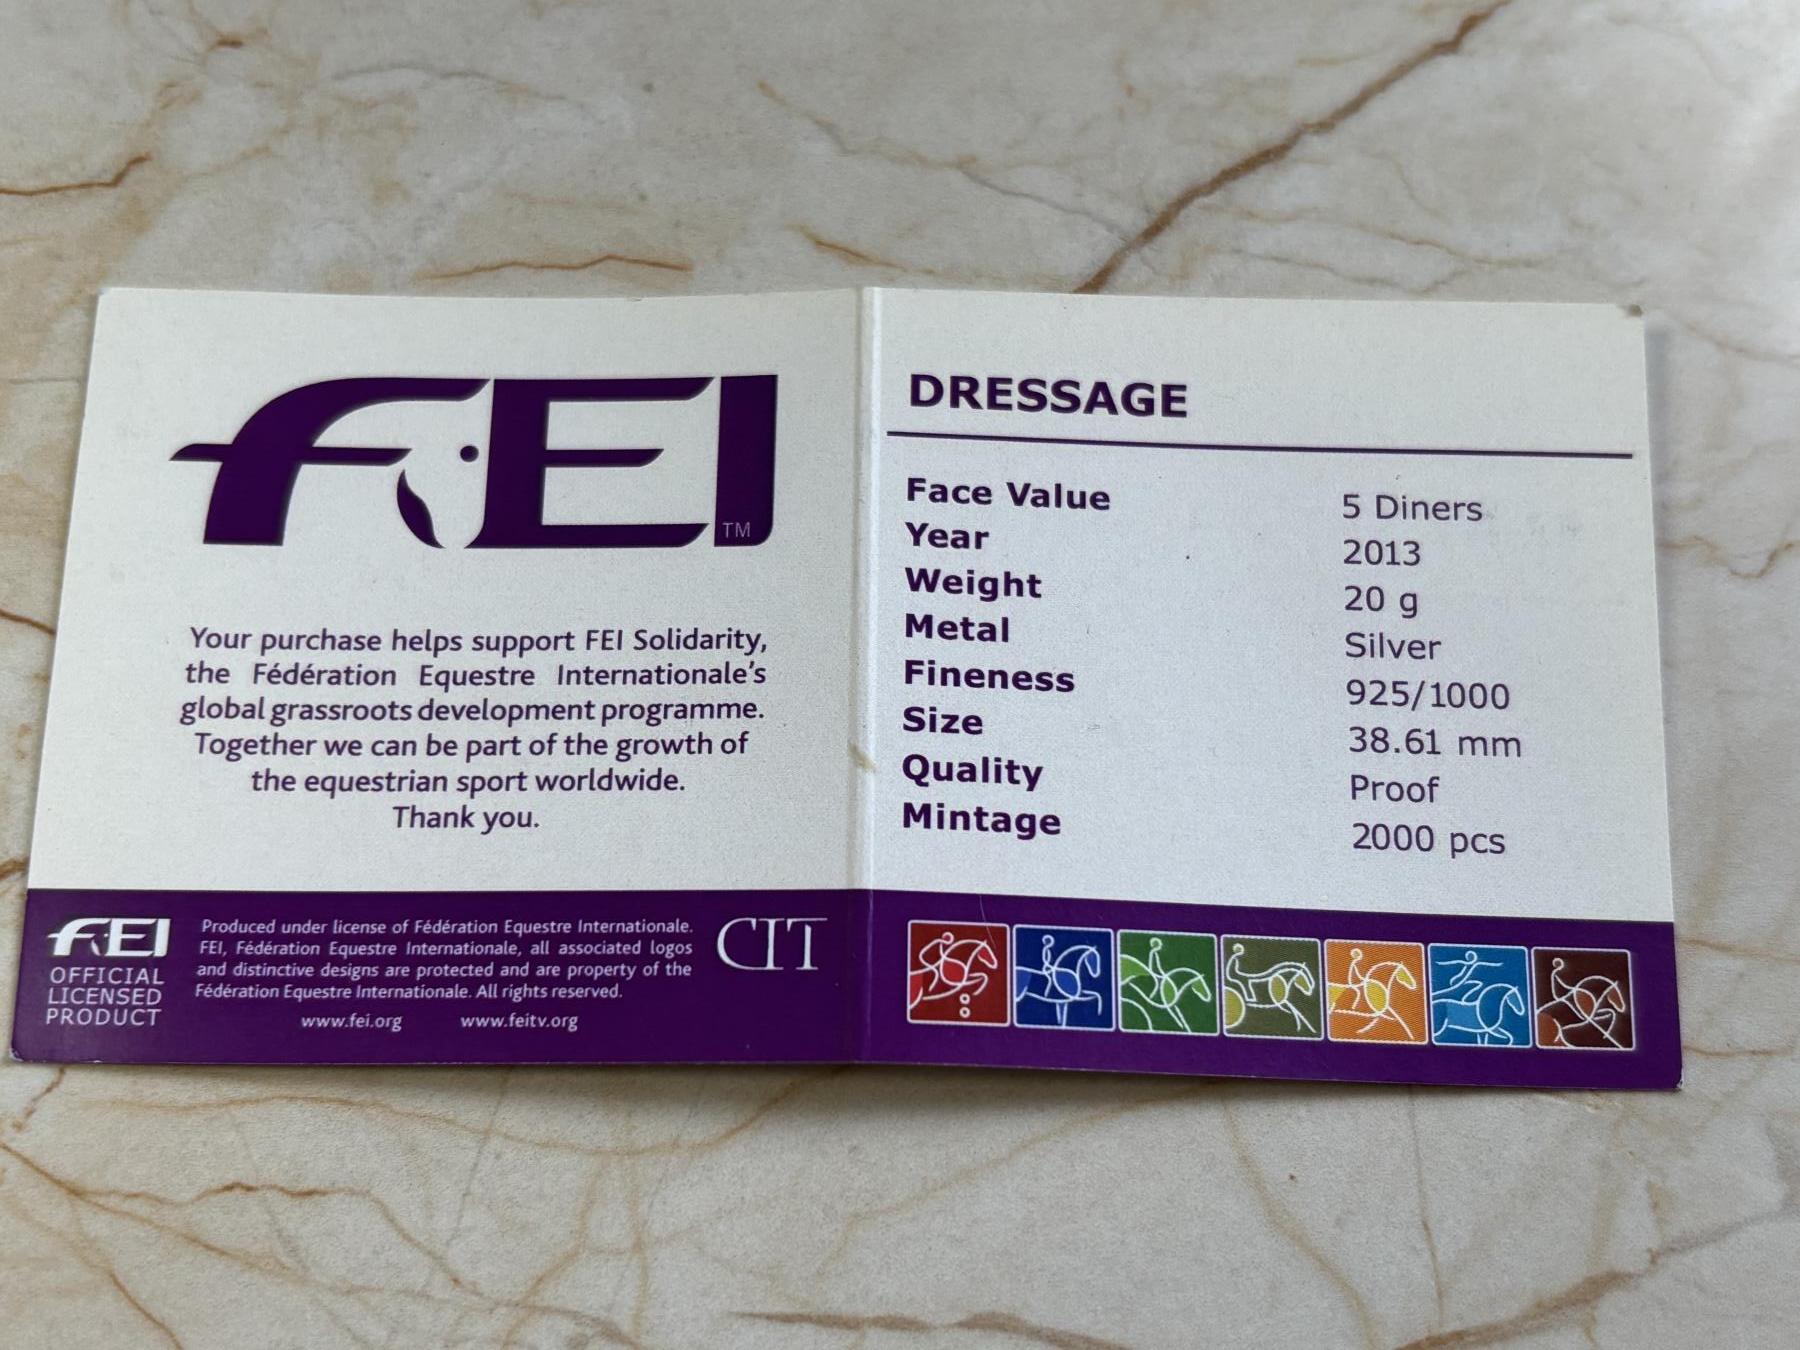 FEI
TM
Your purchase helps support FEI Solidarity,
the Fédération Equestre Internationale's
global grassroots development programme.
Together we can be part of the growth of
the equestrian sport worldwide.
Thank you.
FEI
OFFICIAL
LICENSED
PRODUCT
Produced under license of Fédération Equestre Internationale.
FEI, Fédération Equestre Internationale, all associated logos
and distinctive designs are protected and are property of the
Fédération Equestre Internationale. All rights reserved.
www.fei.org www.feitv.org
CIT
DRESSAGE
Face Value 5 Diners
Year 2013
Weight 20 g
Metal Silver
Fineness 925/1000
Size 38.61 mm
Quality Proof
Mintage 2000 pcs